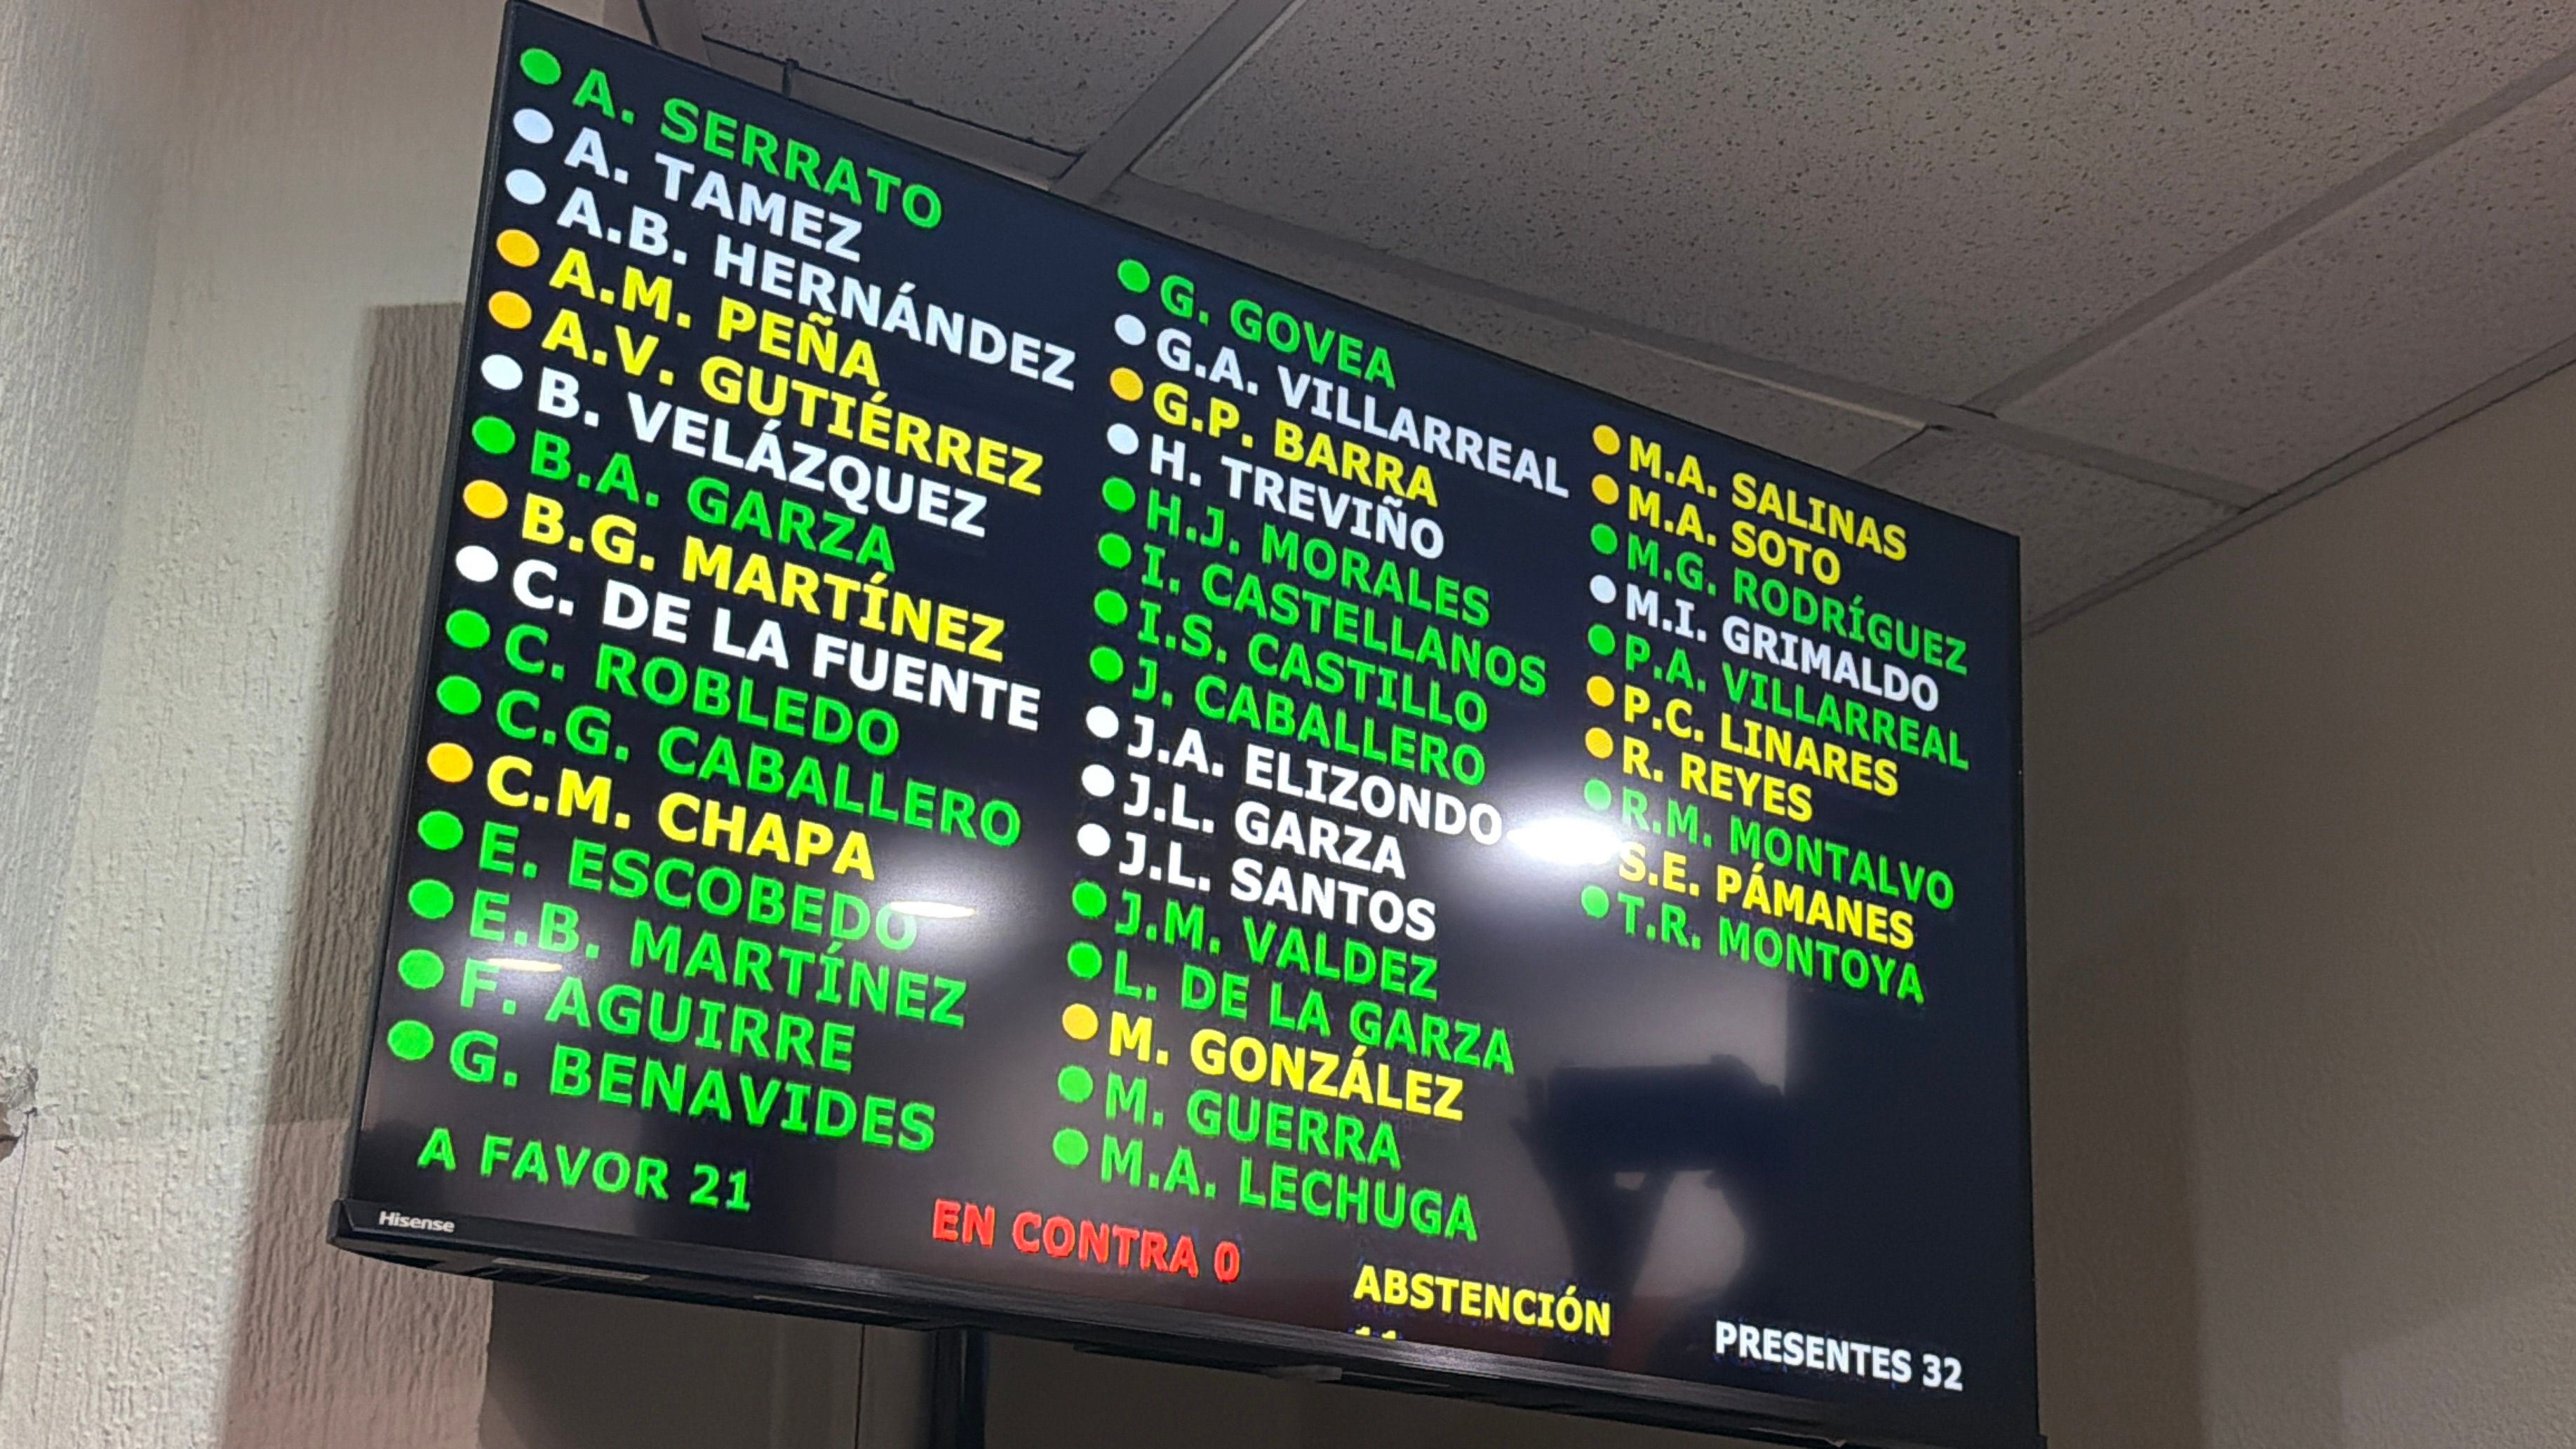 A. SERRATO
A. TAMEZ
A.B. HERNÁNDEZ
A.M. PEÑA
A.V. GUTIÉRREZ
B. VELÁZQUEZ
B.A. GARZA
B.G. MARTÍNEZ
C. DE LA FUENTE
C. ROBLEDO
C.G. CABALLERO
C.M. CHAPA
E. ESCOBEDO
E.B. MARTÍNEZ
F. AGUIRRE
G. BENAVIDES
G. GOVEA
G.A. VILLARREAL
G.P. BARRA
H. TREVIÑO
H.J. MORALES
I. CASTELLANOS
I.S. CASTILLO
J. CABALLERO
J.A. ELIZONDO
J.L. GARZA
J.L. SANTOS
J.M. VALDEZ
L. DE LA GARZA
M. GONZÁLEZ
M. GUERRA
M.A. LECHUGA
M.A. SALINAS
M.A. SOTO
M.G. RODRÍGUEZ
M.I. GRIMALDO
P.A. VILLARREAL
P.C. LINARES
R. REYES
R.M. MONTALVO
S.E. PÁMANES
T.R. MONTOYA
A FAVOR 21
EN CONTRA 0
ABSTENCIÓN
PRESENTES 32
Hisense